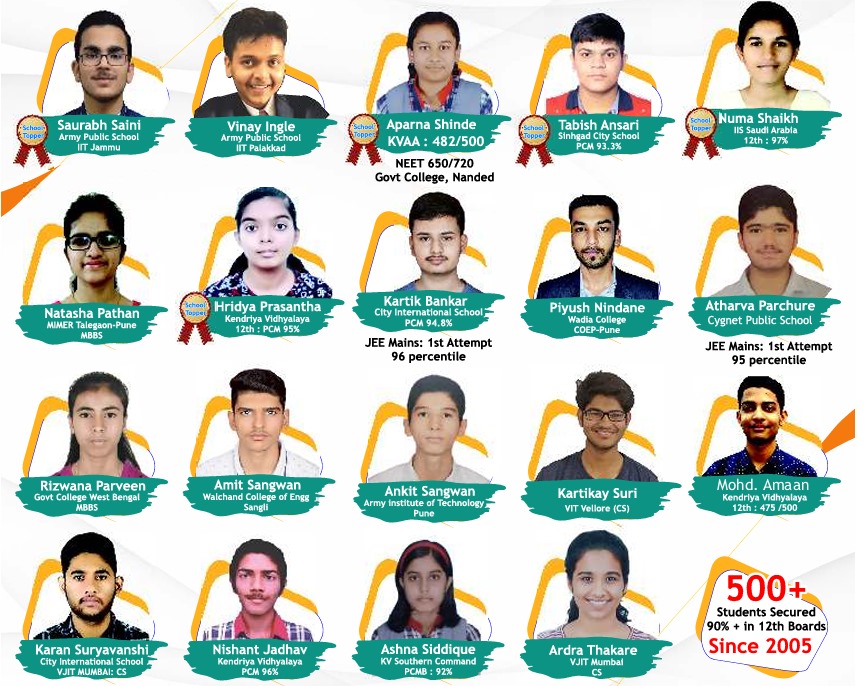 School Topper
Saurabh Saini
Army Public School
IIT Jammu
Vinay Ingle
Army Public School
IIT Palakkad
School Topper
Aparna Shinde
KVAA : 482/500
NEET 650/720
Govt College, Nanded
School Topper
Tabish Ansari
Sinhgad City School
PCM 93.3%
School Topper
Numa Shaikh
IIS Saudi Arabia
12th : 97%
Natasha Pathan
MIMER Talegaon-Pune
MBBS
School Topper
Hridya Prasantha
Kendriya Vidhyalaya
12th : PCM 95%
Kartik Bankar
City International School
PCM 94.8%
JEE Mains: 1st Attempt
96 percentile
Piyush Nindane
Wadia College
COEP-Pune
Atharva Parchure
Cygnet Public School
JEE Mains: 1st Attempt
95 percentile
Rizwana Parveen
Govt College West Bengal
MBBS
Amit Sangwan
Walchand College of Engg
Sangli
Ankit Sangwan
Army Institute of Technology
Pune
Kartikay Suri
VIT Vellore (CS)
Mohd. Amaan
Kendriya Vidhyalaya
12th : 475 /500
Karan Suryavanshi
City International School
VJIT MUMBAI: CS
Nishant Jadhav
Kendriya Vidhyalaya
PCM 96%
Ashna Siddique
KV Southern Command
PCMB : 92%
Ardra Thakare
VJIT Mumbai
CS
500+
Students Secured
90% + in 12th Boards
Since 2005